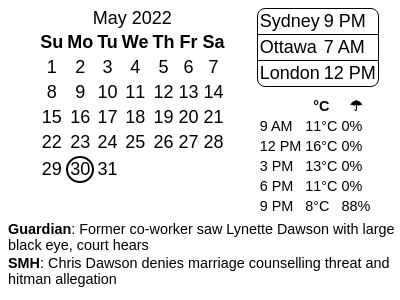 May 2022
Su Mo Tu We Th Fr Sa
1 2 3 4 5 6 7
8 9 10 11 12 13 14
15 16 17 18 19 20 21
22 23 24 25 26 27 28
29 30 31
Sydney 9 PM
Ottawa 7 AM
London 12 PM
°C ☂
9 AM 11°C 0%
12 PM 16°C 0%
3 PM 13°C 0%
6 PM 11°C 0%
9 PM 8°C 88%
Guardian: Former co-worker saw Lynette Dawson with large
black eye, court hears
SMH: Chris Dawson denies marriage counselling threat and
hitman allegation